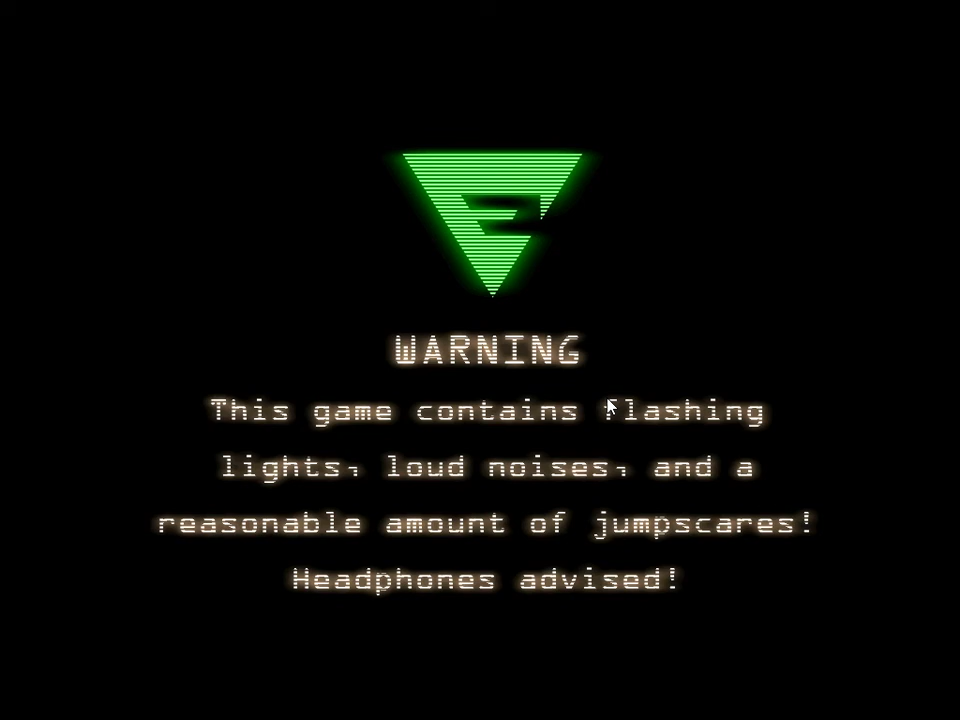 WARNING
This game contains flashing
lights, loud noises, and a
reasonable amount of jumpscares!
Headphones advised!